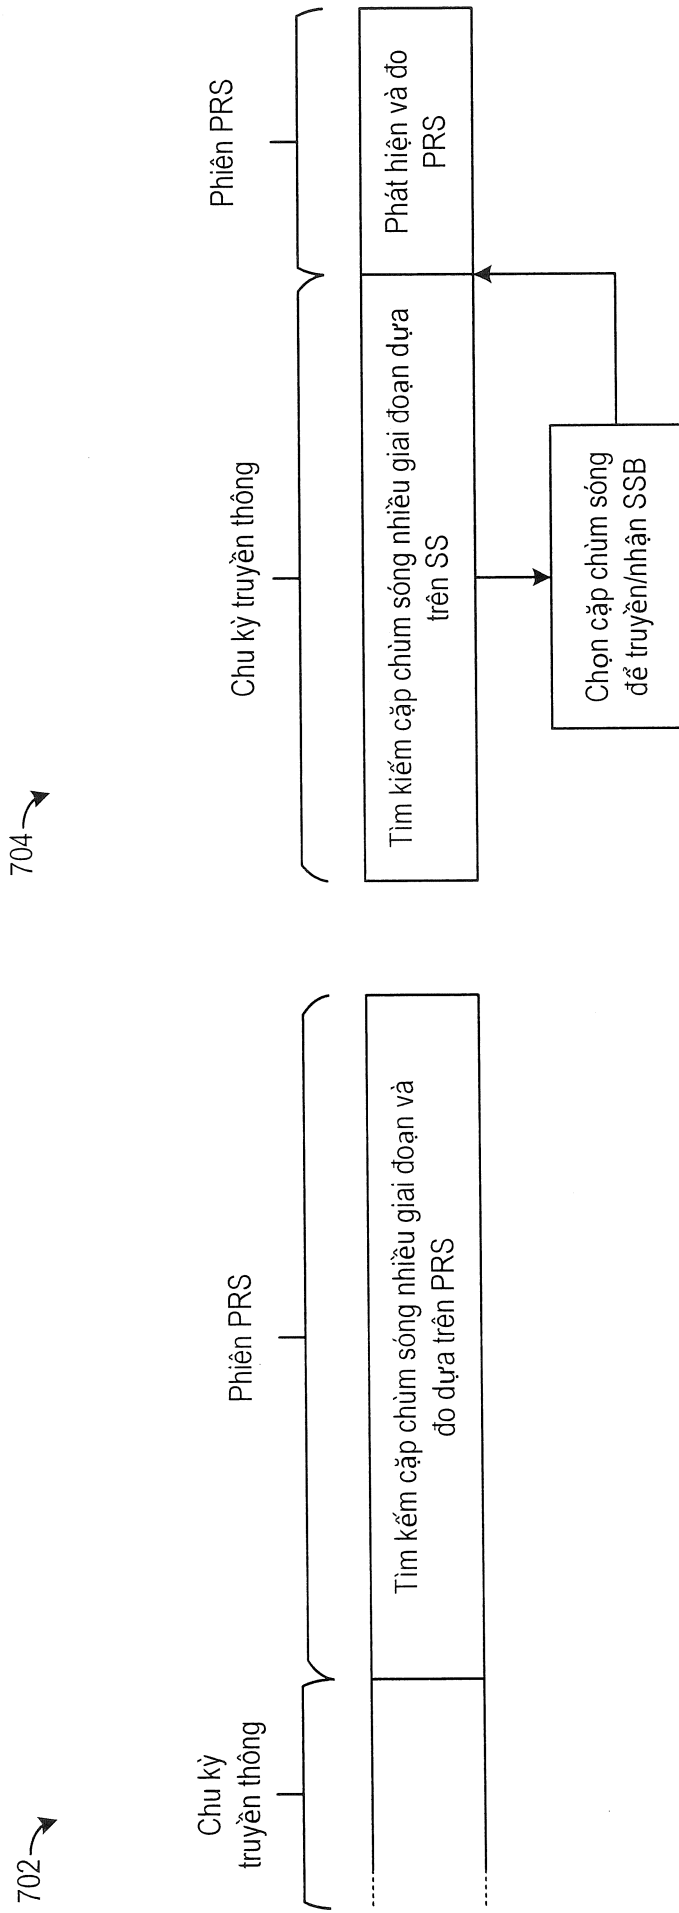 702
Chu kỳ
truyền thông
Phiên PRS
Tìm kếm cặp chùm sóng nhiều giai đoạn và
đo dựa trên PRS
704
Chu kỳ truyền thông
Phiên PRS
Tìm kiếm cặp chùm sóng nhiều giai đoạn dựa
trên SS
Phát hiện và đo
PRS
Chọn cặp chùm sóng
để truyền/nhận SSB